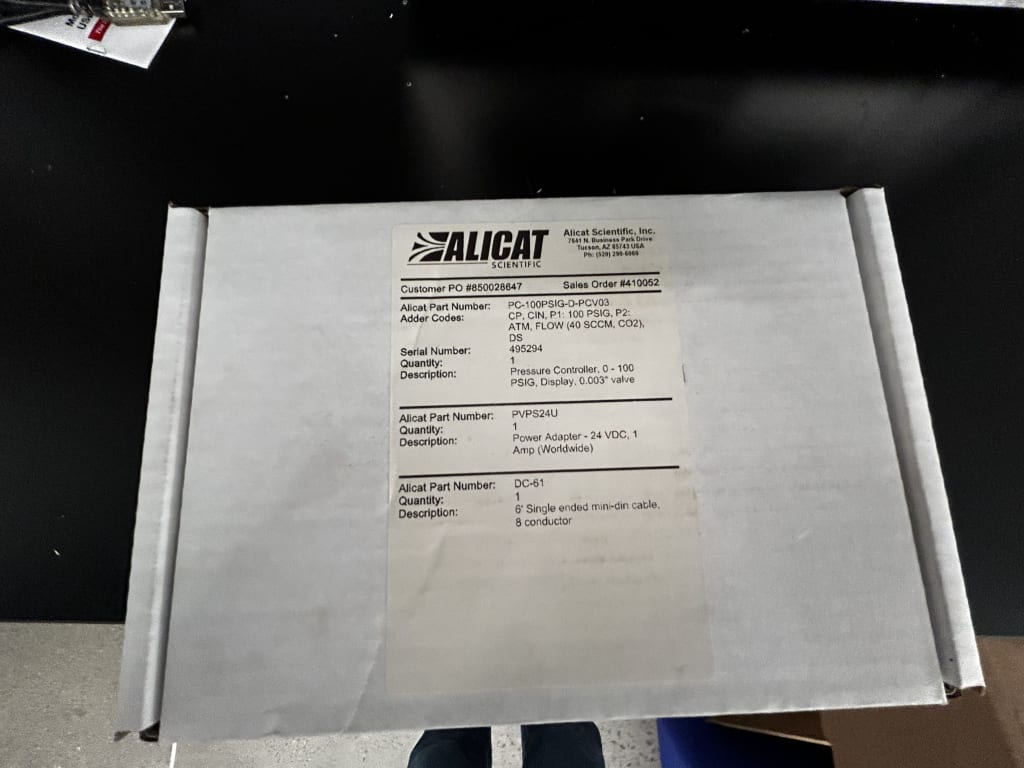 ALICAT
SCIENTIFIC
Alicat Scientific, Inc.
7641 N. Business Park Drive
Tucson, AZ 85743 USA
Ph: (520) 290-6060
Customer PO #850028647 Sales Order #410052
Alicat Part Number: PC-100PSIG-D-PCV03
Adder Codes: CP, CIN, P1: 100 PSIG, P2:
ATM, FLOW (40 SCCM, CO2),
DS
Serial Number: 495294
Quantity: 1
Description: Pressure Controller, 0 - 100
PSIG, Display, 0.003" valve
Alicat Part Number: PVPS24U
Quantity: 1
Description: Power Adapter - 24 VDC, 1
Amp (Worldwide)
Alicat Part Number: DC-61
Quantity: 1
Description: 6' Single ended mini-din cable,
8 conductor